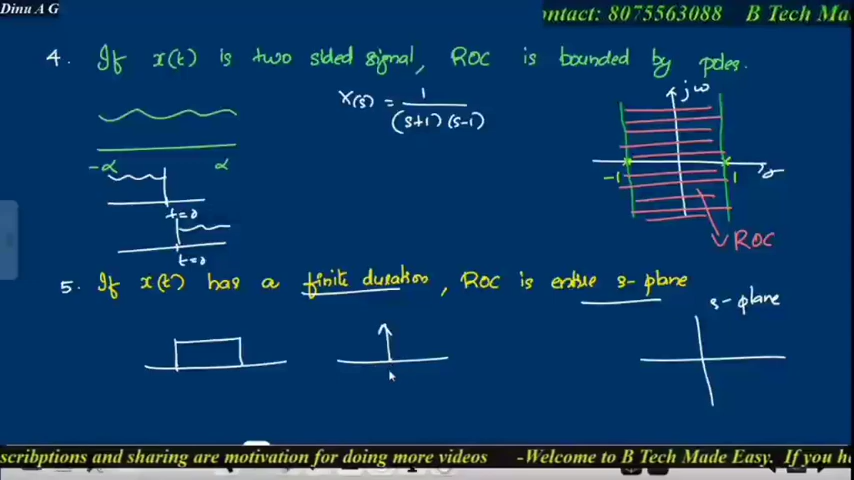 Dinu A G
ontact: 8075563088 B Tech Ma
4. If x(t) is two sided signal, ROC is bounded by poles.
X(s) = 1 / (s+1)(s-1)
jω
-α α
-1 1 σ
t=0
t=0
ROC
5. If x(t) has a finite duration, ROC is entire s-plane
s-plane
scribptions and sharing are motivation for doing more videos -Welcome to B Tech Made Easy. If you h